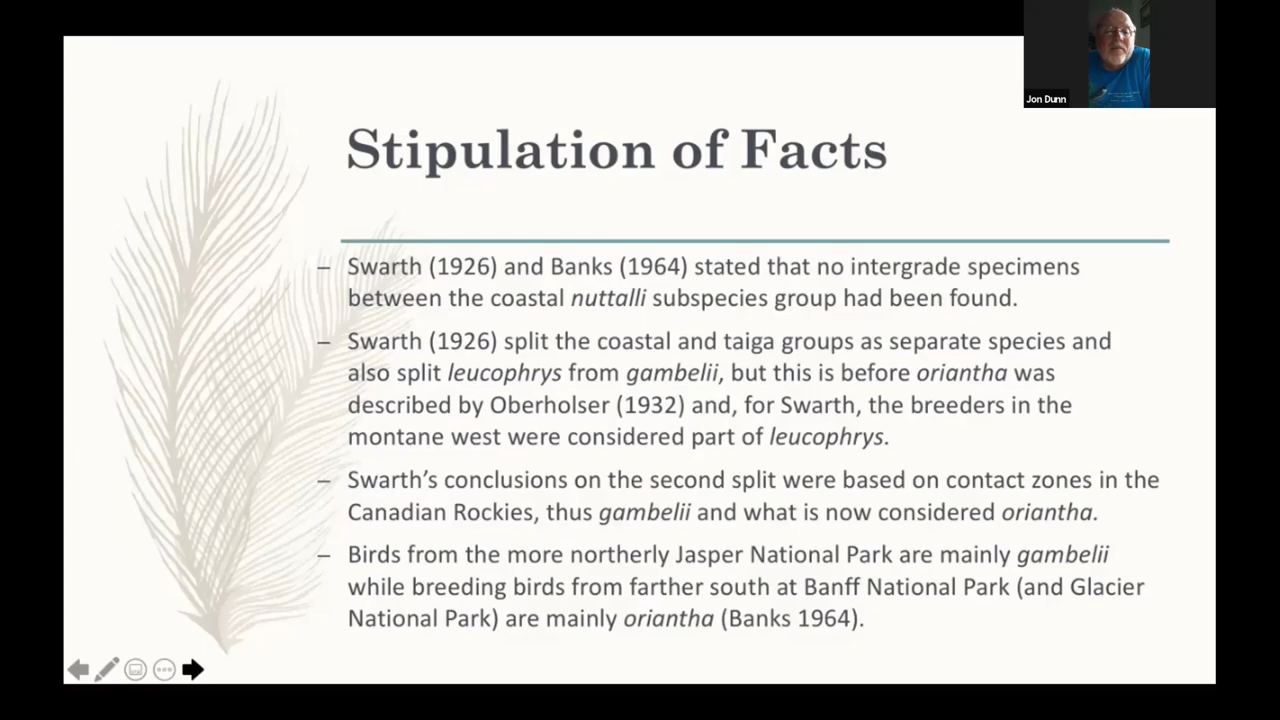 Jon Dunn
Stipulation of Facts
– Swarth (1926) and Banks (1964) stated that no intergrade specimens
between the coastal nuttalli subspecies group had been found.
– Swarth (1926) split the coastal and taiga groups as separate species and
also split leucophrys from gambelii, but this is before oriantha was
described by Oberholser (1932) and, for Swarth, the breeders in the
montane west were considered part of leucophrys.
– Swarth’s conclusions on the second split were based on contact zones in the
Canadian Rockies, thus gambelii and what is now considered oriantha.
– Birds from the more northerly Jasper National Park are mainly gambelii
while breeding birds from farther south at Banff National Park (and Glacier
National Park) are mainly oriantha (Banks 1964).